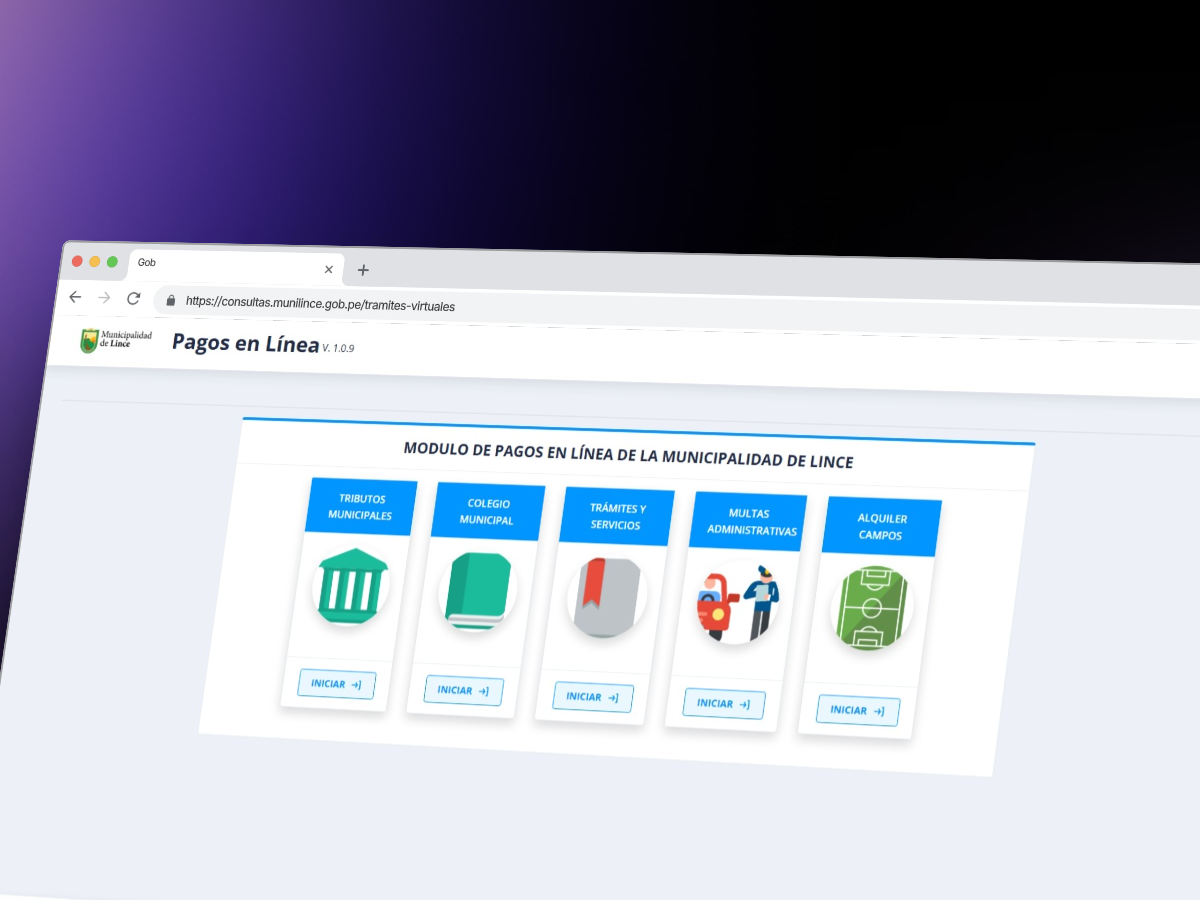 Gob
https://consultas.munilince.gob.pe/tramites-virtuales
Municipalidad
de Lince
Pagos en Línea V. 1.0.9
MODULO DE PAGOS EN LÍNEA DE LA MUNICIPALIDAD DE LINCE
TRIBUTOS
MUNICIPALES
COLEGIO
MUNICIPAL
TRÁMITES Y
SERVICIOS
MULTAS
ADMINISTRATIVAS
ALQUILER
CAMPOS
INICIAR
INICIAR
INICIAR
INICIAR
INICIAR